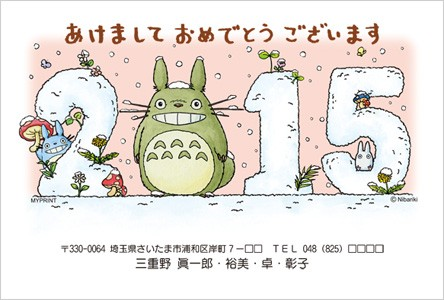 あけまして おめでとう ございます
2 15
MYPRINT
© Nibariki
〒330-0064 埼玉県さいたま市浦和区岸町7−□□ TEL 048 (825) □□□□
三重野 眞一郎・裕美・卓・彰子